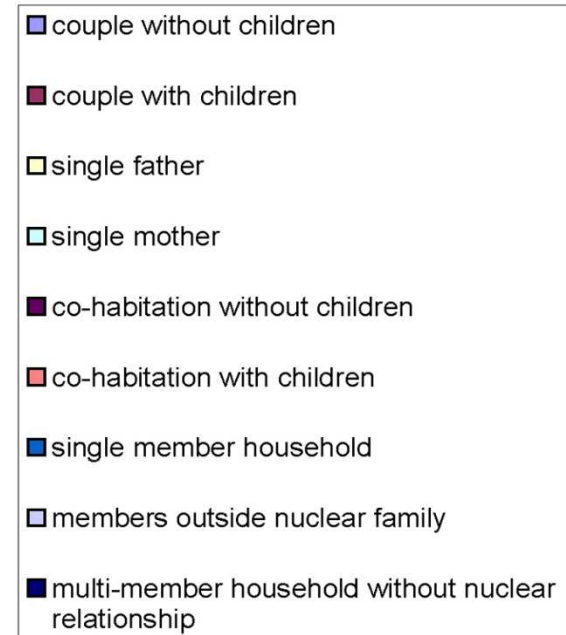 couple without children
couple with children
single father
single mother
co-habitation without children
co-habitation with children
single member household
members outside nuclear family
multi-member household without nuclear
relationship